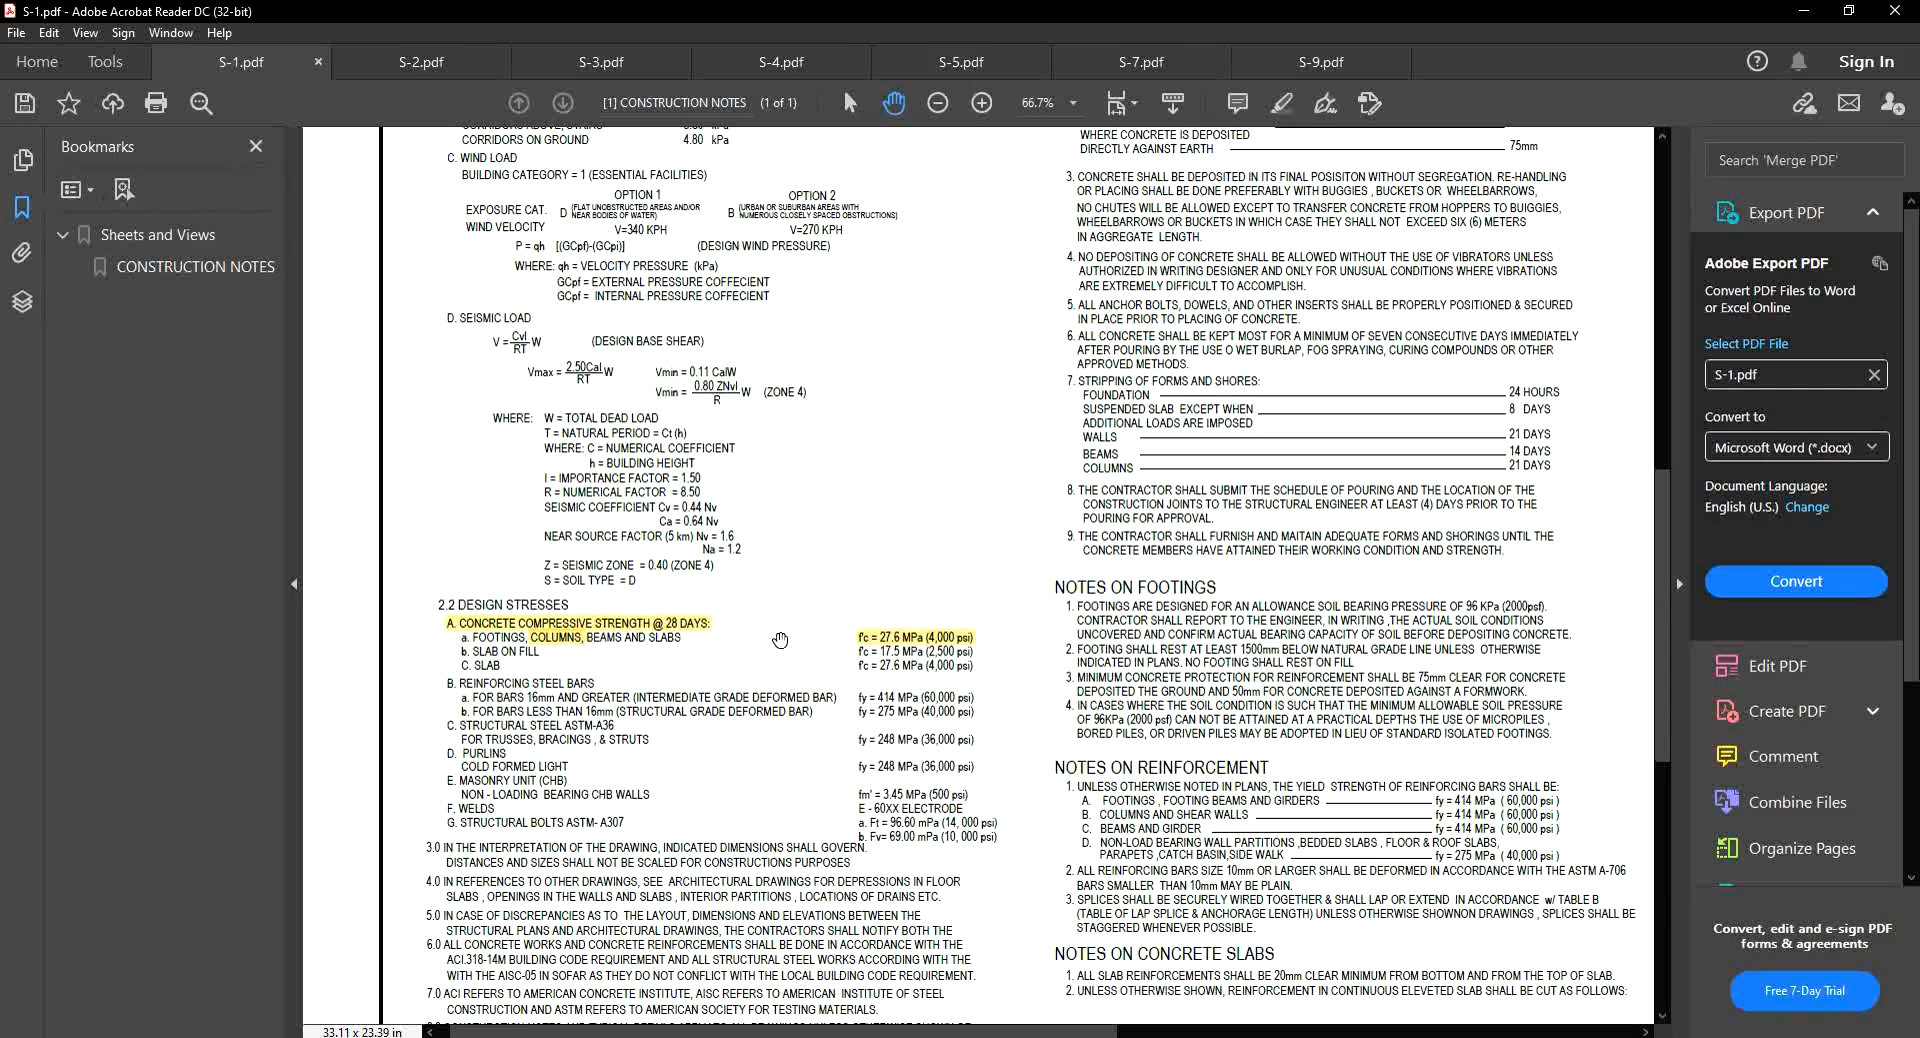 S-1.pdf - Adobe Acrobat Reader DC (32-bit)
File Edit View Sign Window Help
Home Tools S-1.pdf S-2.pdf S-3.pdf S-4.pdf S-5.pdf S-7.pdf S-9.pdf Sign In
[1] CONSTRUCTION NOTES (1 of 1) 66.7%
Bookmarks
Sheets and Views
CONSTRUCTION NOTES
CORRIDORS ON GROUND 4.80 kPa
C. WIND LOAD
BUILDING CATEGORY = 1 (ESSENTIAL FACILITIES)
OPTION 1 OPTION 2
EXPOSURE CAT. D (FLAT UNOBSTRUCTED AREAS AND/OR NEAR BODIES OF WATER) B (URBAN OR SUBURBAN AREAS WITH NUMEROUS CLOSELY SPACED OBSTRUCTIONS)
WIND VELOCITY V=340 KPH V=270 KPH
P = qh [(GCpf)-(GCpi)] (DESIGN WIND PRESSURE)
WHERE: qh = VELOCITY PRESSURE (kPa)
GCpf = EXTERNAL PRESSURE COFFECIENT
GCpf = INTERNAL PRESSURE COFFECIENT
D. SEISMIC LOAD
V = CvI/RT W (DESIGN BASE SHEAR)
Vmax = 2.50CaI/RT W Vmin = 0.11 CaIW
Vmin = 0.80 ZNvI/R W (ZONE 4)
WHERE: W = TOTAL DEAD LOAD
T = NATURAL PERIOD = Ct (h)
WHERE: C = NUMERICAL COEFFICIENT
h = BUILDING HEIGHT
I = IMPORTANCE FACTOR = 1.50
R = NUMERICAL FACTOR = 8.50
SEISMIC COEFFICIENT Cv = 0.44 Nv
Ca = 0.64 Nv
NEAR SOURCE FACTOR (5 km) Nv = 1.6
Na = 1.2
Z = SEISMIC ZONE = 0.40 (ZONE 4)
S = SOIL TYPE = D
2.2 DESIGN STRESSES
A. CONCRETE COMPRESSIVE STRENGTH @ 28 DAYS:
a. FOOTINGS, COLUMNS, BEAMS AND SLABS f'c = 27.6 MPa (4,000 psi)
b. SLAB ON FILL f'c = 17.5 MPa (2,500 psi)
C. SLAB f'c = 27.6 MPa (4,000 psi)
B. REINFORCING STEEL BARS
a. FOR BARS 16mm AND GREATER (INTERMEDIATE GRADE DEFORMED BAR) fy = 414 MPa (60,000 psi)
b. FOR BARS LESS THAN 16mm (STRUCTURAL GRADE DEFORMED BAR) fy = 275 MPa (40,000 psi)
C. STRUCTURAL STEEL ASTM-A36
FOR TRUSSES, BRACINGS , & STRUTS fy = 248 MPa (36,000 psi)
D. PURLINS
COLD FORMED LIGHT fy = 248 MPa (36,000 psi)
E. MASONRY UNIT (CHB)
NON - LOADING BEARING CHB WALLS fm' = 3.45 MPa (500 psi)
F. WELDS E - 60XX ELECTRODE
G. STRUCTURAL BOLTS ASTM- A307 a. Ft = 96.60 mPa (14, 000 psi)
b. Fv= 69.00 mPa (10, 000 psi)
3.0 IN THE INTERPRETATION OF THE DRAWING, INDICATED DIMENSIONS SHALL GOVERN.
DISTANCES AND SIZES SHALL NOT BE SCALED FOR CONSTRUCTIONS PURPOSES
4.0 IN REFERENCES TO OTHER DRAWINGS, SEE ARCHITECTURAL DRAWINGS FOR DEPRESSIONS IN FLOOR
SLABS , OPENINGS IN THE WALLS AND SLABS , INTERIOR PARTITIONS , LOCATIONS OF DRAINS ETC.
5.0 IN CASE OF DISCREPANCIES AS TO THE LAYOUT, DIMENSIONS AND ELEVATIONS BETWEEN THE
STRUCTURAL PLANS AND ARCHITECTURAL DRAWINGS, THE CONTRACTORS SHALL NOTIFY BOTH THE
6.0 ALL CONCRETE WORKS AND CONCRETE REINFORCEMENTS SHALL BE DONE IN ACCORDANCE WITH THE
ACI.318-14M BUILDING CODE REQUIREMENT AND ALL STRUCTURAL STEEL WORKS ACCORDING WITH THE
WITH THE AISC-05 IN SOFAR AS THEY DO NOT CONFLICT WITH THE LOCAL BUILDING CODE REQUIREMENT.
7.0 ACI REFERS TO AMERICAN CONCRETE INSTITUTE, AISC REFERS TO AMERICAN INSTITUTE OF STEEL
CONSTRUCTION AND ASTM REFERS TO AMERICAN SOCIETY FOR TESTING MATERIALS.
33.11 x 23.39 in
WHERE CONCRETE IS DEPOSITED
DIRECTLY AGAINST EARTH 75mm
3. CONCRETE SHALL BE DEPOSITED IN ITS FINAL POSISITON WITHOUT SEGREGATION. RE-HANDLING
OR PLACING SHALL BE DONE PREFERABLY WITH BUGGIES , BUCKETS OR WHEELBARROWS,
NO CHUTES WILL BE ALLOWED EXCEPT TO TRANSFER CONCRETE FROM HOPPERS TO BUIGGIES,
WHEELBARROWS OR BUCKETS IN WHICH CASE THEY SHALL NOT EXCEED SIX (6) METERS
IN AGGREGATE LENGTH.
4. NO DEPOSITING OF CONCRETE SHALL BE ALLOWED WITHOUT THE USE OF VIBRATORS UNLESS
AUTHORIZED IN WRITING DESIGNER AND ONLY FOR UNUSUAL CONDITIONS WHERE VIBRATIONS
ARE EXTREMELY DIFFICULT TO ACCOMPLISH.
5. ALL ANCHOR BOLTS, DOWELS, AND OTHER INSERTS SHALL BE PROPERLY POSITIONED & SECURED
IN PLACE PRIOR TO PLACING OF CONCRETE.
6. ALL CONCRETE SHALL BE KEPT MOST FOR A MINIMUM OF SEVEN CONSECUTIVE DAYS IMMEDIATELY
AFTER POURING BY THE USE O WET BURLAP, FOG SPRAYING, CURING COMPOUNDS OR OTHER
APPROVED METHODS.
7. STRIPPING OF FORMS AND SHORES:
FOUNDATION 24 HOURS
SUSPENDED SLAB EXCEPT WHEN 8 DAYS
ADDITIONAL LOADS ARE IMPOSED
WALLS 21 DAYS
BEAMS 14 DAYS
COLUMNS 21 DAYS
8. THE CONTRACTOR SHALL SUBMIT THE SCHEDULE OF POURING AND THE LOCATION OF THE
CONSTRUCTION JOINTS TO THE STRUCTURAL ENGINEER AT LEAST (4) DAYS PRIOR TO THE
POURING FOR APPROVAL.
9. THE CONTRACTOR SHALL FURNISH AND MAITAIN ADEQUATE FORMS AND SHORINGS UNTIL THE
CONCRETE MEMBERS HAVE ATTAINED THEIR WORKING CONDITION AND STRENGTH.
NOTES ON FOOTINGS
1. FOOTINGS ARE DESIGNED FOR AN ALLOWANCE SOIL BEARING PRESSURE OF 96 KPa (2000psf).
CONTRACTOR SHALL REPORT TO THE ENGINEER, IN WRITING ,THE ACTUAL SOIL CONDITIONS
UNCOVERED AND CONFIRM ACTUAL BEARING CAPACITY OF SOIL BEFORE DEPOSITING CONCRETE.
2. FOOTING SHALL REST AT LEAST 1500mm BELOW NATURAL GRADE LINE UNLESS OTHERWISE
INDICATED IN PLANS. NO FOOTING SHALL REST ON FILL
3. MINIMUM CONCRETE PROTECTION FOR REINFORCEMENT SHALL BE 75mm CLEAR FOR CONCRETE
DEPOSITED THE GROUND AND 50mm FOR CONCRETE DEPOSITED AGAINST A FORMWORK.
4. IN CASES WHERE THE SOIL CONDITION IS SUCH THAT THE MINIMUM ALLOWABLE SOIL PRESSURE
OF 96KPa (2000 psf) CAN NOT BE ATTAINED AT A PRACTICAL DEPTHS THE USE OF MICROPILES ,
BORED PILES, OR DRIVEN PILES MAY BE ADOPTED IN LIEU OF STANDARD ISOLATED FOOTINGS.
NOTES ON REINFORCEMENT
1. UNLESS OTHERWISE NOTED IN PLANS, THE YIELD STRENGTH OF REINFORCING BARS SHALL BE:
A. FOOTINGS , FOOTING BEAMS AND GIRDERS fy = 414 MPa ( 60,000 psi )
B. COLUMNS AND SHEAR WALLS fy = 414 MPa ( 60,000 psi )
C. BEAMS AND GIRDER fy = 414 MPa ( 60,000 psi )
D. NON-LOAD BEARING WALL PARTITIONS ,BEDDED SLABS , FLOOR & ROOF SLABS,
PARAPETS ,CATCH BASIN,SIDE WALK fy = 275 MPa ( 40,000 psi )
2. ALL REINFORCING BARS SIZE 10mm OR LARGER SHALL BE DEFORMED IN ACCORDANCE WITH THE ASTM A-706
BARS SMALLER THAN 10mm MAY BE PLAIN.
3. SPLICES SHALL BE SECURELY WIRED TOGETHER & SHALL LAP OR EXTEND IN ACCORDANCE w/ TABLE B
(TABLE OF LAP SPLICE & ANCHORAGE LENGTH) UNLESS OTHERWISE SHOWNON DRAWINGS , SPLICES SHALL BE
STAGGERED WHENEVER POSSIBLE.
NOTES ON CONCRETE SLABS
1. ALL SLAB REINFORCEMENTS SHALL BE 20mm CLEAR MINIMUM FROM BOTTOM AND FROM THE TOP OF SLAB.
2. UNLESS OTHERWISE SHOWN, REINFORCEMENT IN CONTINUOUS ELEVETED SLAB SHALL BE CUT AS FOLLOWS:
Search 'Merge PDF'
Export PDF
Adobe Export PDF
Convert PDF Files to Word
or Excel Online
Select PDF File
S-1.pdf
Convert to
Microsoft Word (*.docx)
Document Language:
English (U.S.) Change
Convert
Edit PDF
Create PDF
Comment
Combine Files
Organize Pages
Convert, edit and e-sign PDF
forms & agreements
Free 7-Day Trial